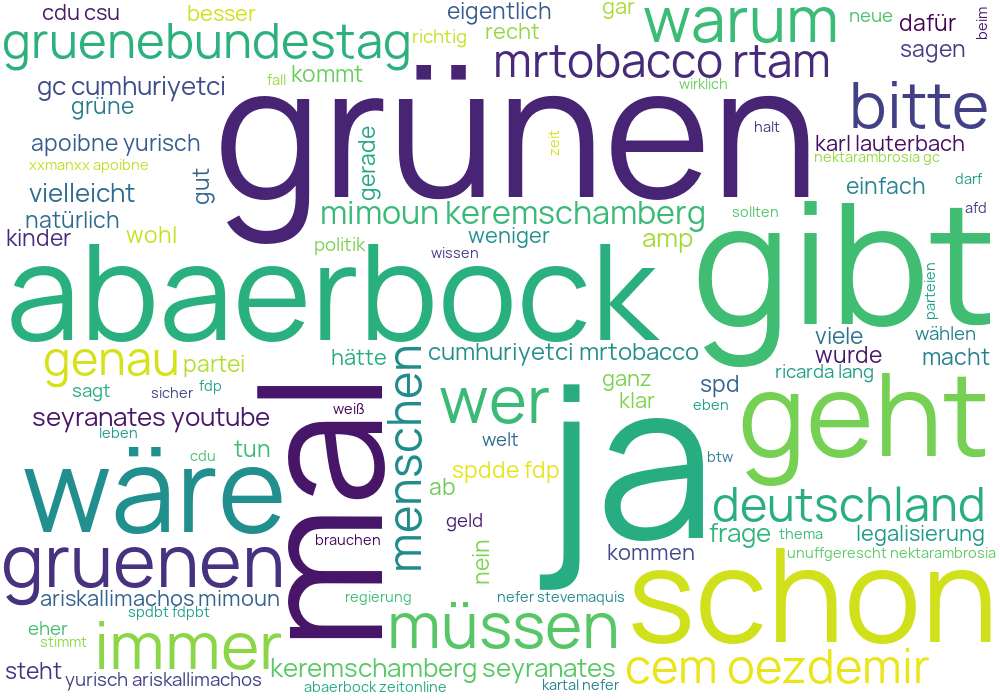 cdu csu
besser
eigentlich
gar
warum
neue
dafür
beim
gruenebundestag
richtig
recht
mrtobacco rtam
sagen
gc cumhuriyetci
fall
kommt
wirklich
bitte
grüne
grünen
halt
apoibne yurisch
gerade
zeit
karl lauterbach
xxmanxx apoibne
nektarambrosia gc
vielleicht
gut
einfach
darf
natürlich
mimoun keremschamberg
sollten
gibt
afd
kinder
wohl
politik
weniger
wissen
amp
abaerbock
parteien
genau
partei
hätte
cumhuriyetci mrtobacco
viele
wählen
wurde
macht
sagt
sicher
fdp
mal
menschen
ganz
spd
ricarda lang
seyranates youtube
weiß
wer
klar
eben
ja
geht
leben
tun
welt
wäre
cdu
spdde fdp
btw
ab
deutschland
geld
frage
thema
legalisierung
brauchen
nein
kommen
unuffgerescht nektarambrosia
gruenen
schon
ariskallimachos mimoun
regierung
nefer stevemaquis
spdbt fdpbt
eher
immer
müssen
stimmt
steht
yurisch ariskallimachos
keremschamberg seyranates
cem oezdemir
abaerbock zeitonline
kartal nefer